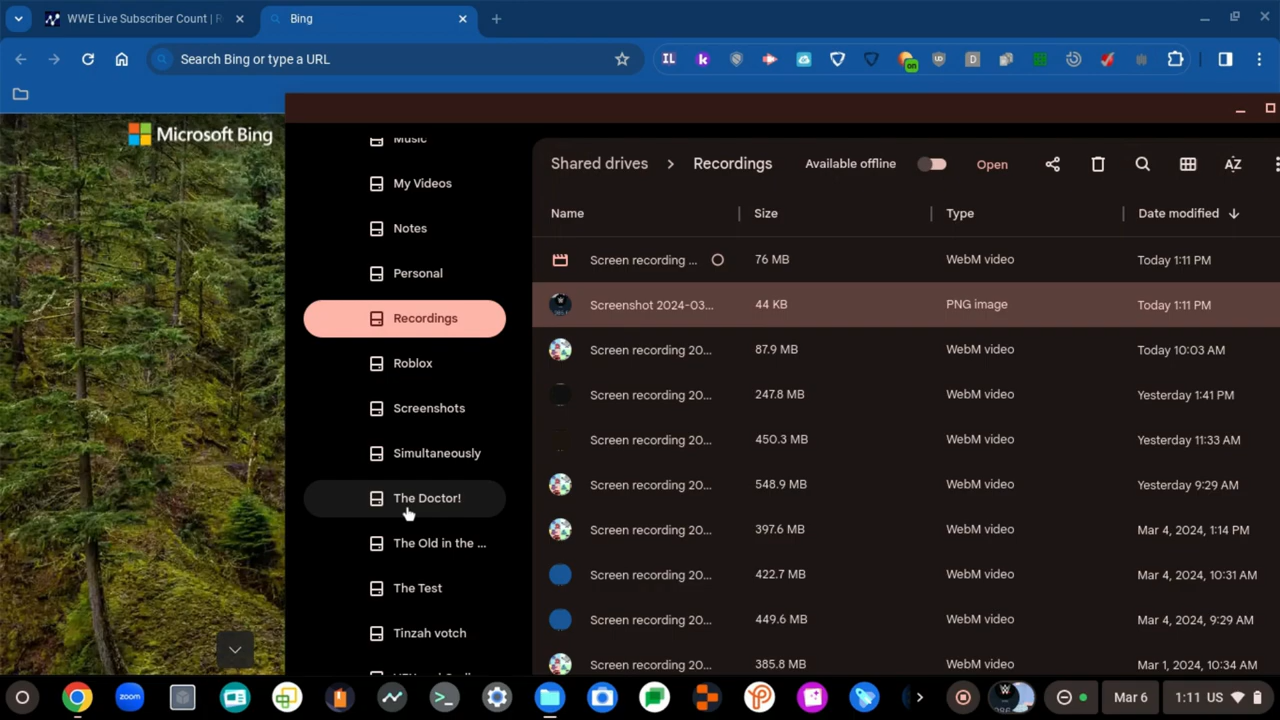 WWE Live Subscriber Count | R
Bing
Search Bing or type a URL
Microsoft Bing
Music
My Videos
Notes
Personal
Recordings
Roblox
Screenshots
Simultaneously
The Doctor!
The Old in the ...
The Test
Tinzah votch
Shared drives > Recordings Available offline Open
Name Size Type Date modified
Screen recording ... 76 MB WebM video Today 1:11 PM
Screenshot 2024-03... 44 KB PNG image Today 1:11 PM
Screen recording 20... 87.9 MB WebM video Today 10:03 AM
Screen recording 20... 247.8 MB WebM video Yesterday 1:41 PM
Screen recording 20... 450.3 MB WebM video Yesterday 11:33 AM
Screen recording 20... 548.9 MB WebM video Yesterday 9:29 AM
Screen recording 20... 397.6 MB WebM video Mar 4, 2024, 1:14 PM
Screen recording 20... 422.7 MB WebM video Mar 4, 2024, 10:31 AM
Screen recording 20... 449.6 MB WebM video Mar 4, 2024, 9:29 AM
Screen recording 20... 385.8 MB WebM video Mar 1, 2024, 10:34 AM
zoom
Mar 6
1:11 US